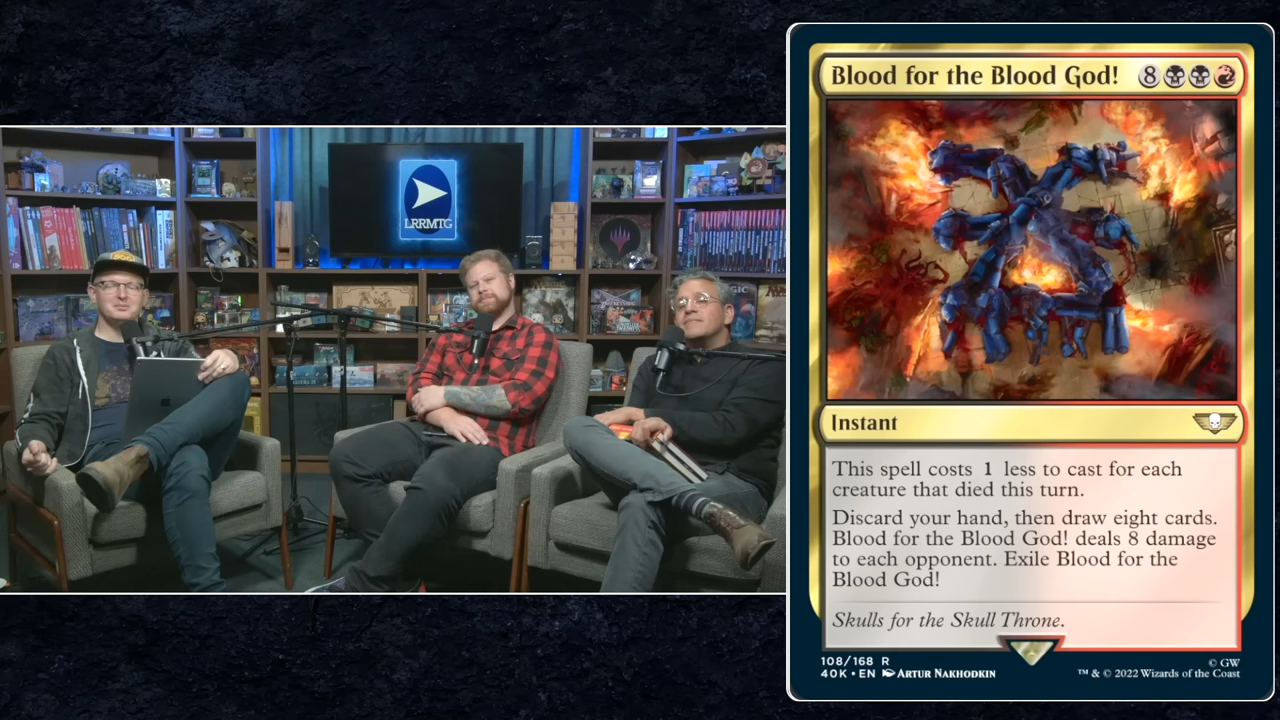 LRRMTG
MAGIC
Blood for the Blood God! 8
Instant
This spell costs 1 less to cast for each
creature that died this turn.
Discard your hand, then draw eight cards.
Blood for the Blood God! deals 8 damage
to each opponent. Exile Blood for the
Blood God!
Skulls for the Skull Throne.
108/168 R
40K • EN Artur Nakhodkin
© GW
™ & © 2022 Wizards of the Coast